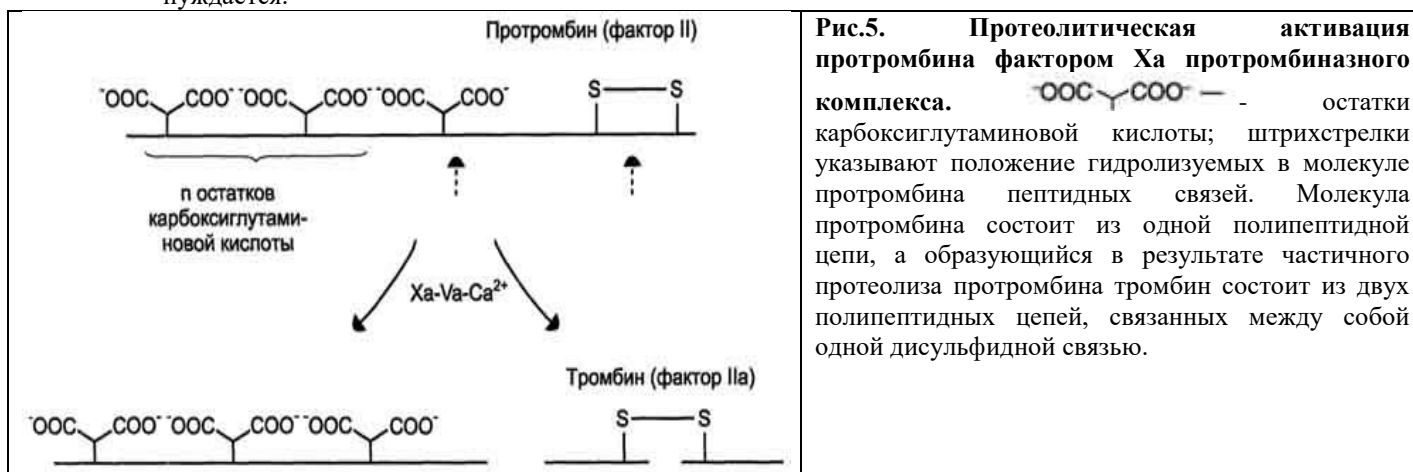 нуждается.
Протромбин (фактор II)
⁻OOC COO⁻ ⁻OOC COO⁻ ⁻OOC COO⁻ S S
n остатков
карбоксиглутами-
новой кислоты
Xa-Va-Ca²⁺
Тромбин (фактор IIa)
⁻OOC COO⁻ ⁻OOC COO⁻ ⁻OOC COO⁻ S S
Рис.5. Протеолитическая активация
протромбина фактором Xa протромбиназного
комплекса. ⁻OOC COO⁻ — - остатки
карбоксиглутаминовой кислоты; штрихстрелки
указывают положение гидролизуемых в молекуле
протромбина пептидных связей. Молекула
протромбина состоит из одной полипептидной
цепи, а образующийся в результате частичного
протеолиза протромбина тромбин состоит из двух
полипептидных цепей, связанных между собой
одной дисульфидной связью.